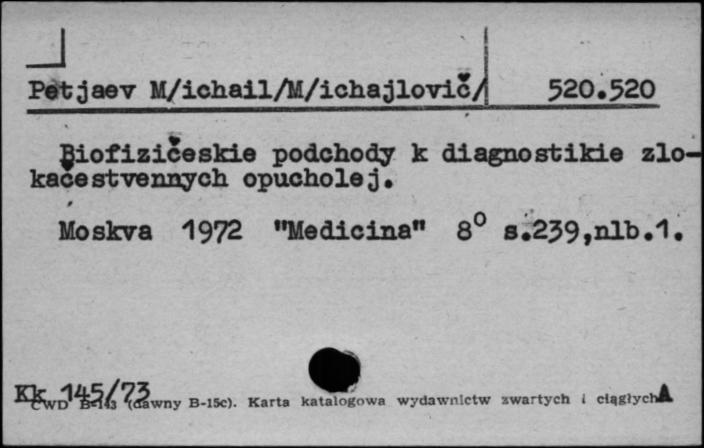 Petjaev M/ichail/M/ichajlovič/ 520.520
Biofizičeskie podchody k diagnostikie zlo-
kačestvennych opucholej.
Moskva 1972 "Medicina" 8° s.239,nlb.1.
Kk 145/73 A
CWD B-143 (dawny B-15c). Karta katalogowa wydawnictw zwartych i ciągłych